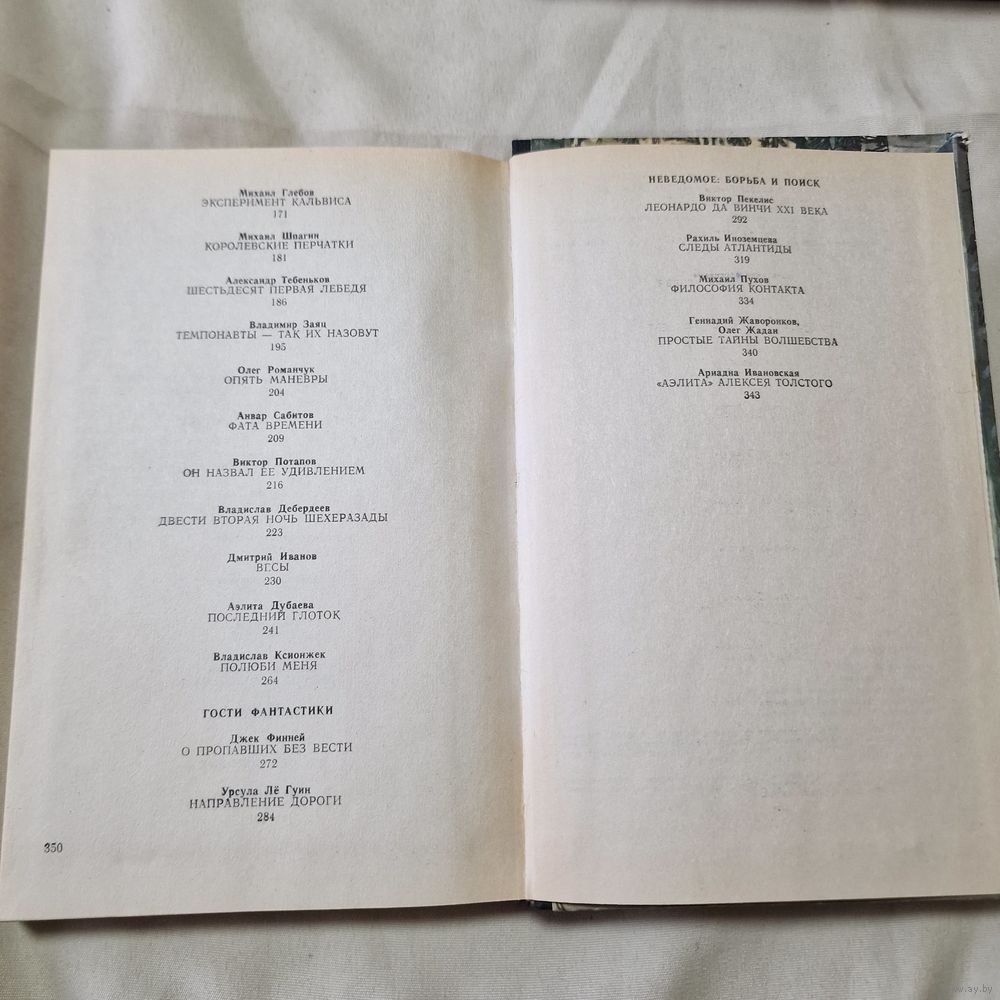 Михаил Глебов
ЭКСПЕРИМЕНТ КАЛЬВИСА
171
Михаил Шпагин
КОРОЛЕВСКИЕ ПЕРЧАТКИ
181
Александр Тебеньков
ШЕСТЬДЕСЯТ ПЕРВАЯ ЛЕБЕДЯ
186
Владимир Заяц
ТЕМПОНАВТЫ — ТАК ИХ НАЗОВУТ
195
Олег Романчук
ОПЯТЬ МАНЕВРЫ
204
Анвар Сабитов
ФАТА ВРЕМЕНИ
209
Виктор Потапов
ОН НАЗВАЛ ЕЕ УДИВЛЕНИЕМ
216
Владислав Дебердеев
ДВЕСТИ ВТОРАЯ НОЧЬ ШЕХЕРАЗАДЫ
223
Дмитрий Иванов
ВЕСЫ
230
Аэлита Дубаева
ПОСЛЕДНИЙ ГЛОТОК
241
Владислав Ксионжек
ПОЛЮБИ МЕНЯ
264
ГОСТИ ФАНТАСТИКИ
Джек Финней
О ПРОПАВШИХ БЕЗ ВЕСТИ
272
Урсула Лё Гуин
НАПРАВЛЕНИЕ ДОРОГИ
284
350
НЕВЕДОМОЕ: БОРЬБА И ПОИСК
Виктор Пекелис
ЛЕОНАРДО ДА ВИНЧИ XXI ВЕКА
292
Рахиль Иноземцева
СЛЕДЫ АТЛАНТИДЫ
319
Михаил Пухов
ФИЛОСОФИЯ КОНТАКТА
334
Геннадий Жаворонков,
Олег Жадан
ПРОСТЫЕ ТАЙНЫ ВОЛШЕБСТВА
340
Ариадна Ивановская
«АЭЛИТА» АЛЕКСЕЯ ТОЛСТОГО
343
www.ay.by